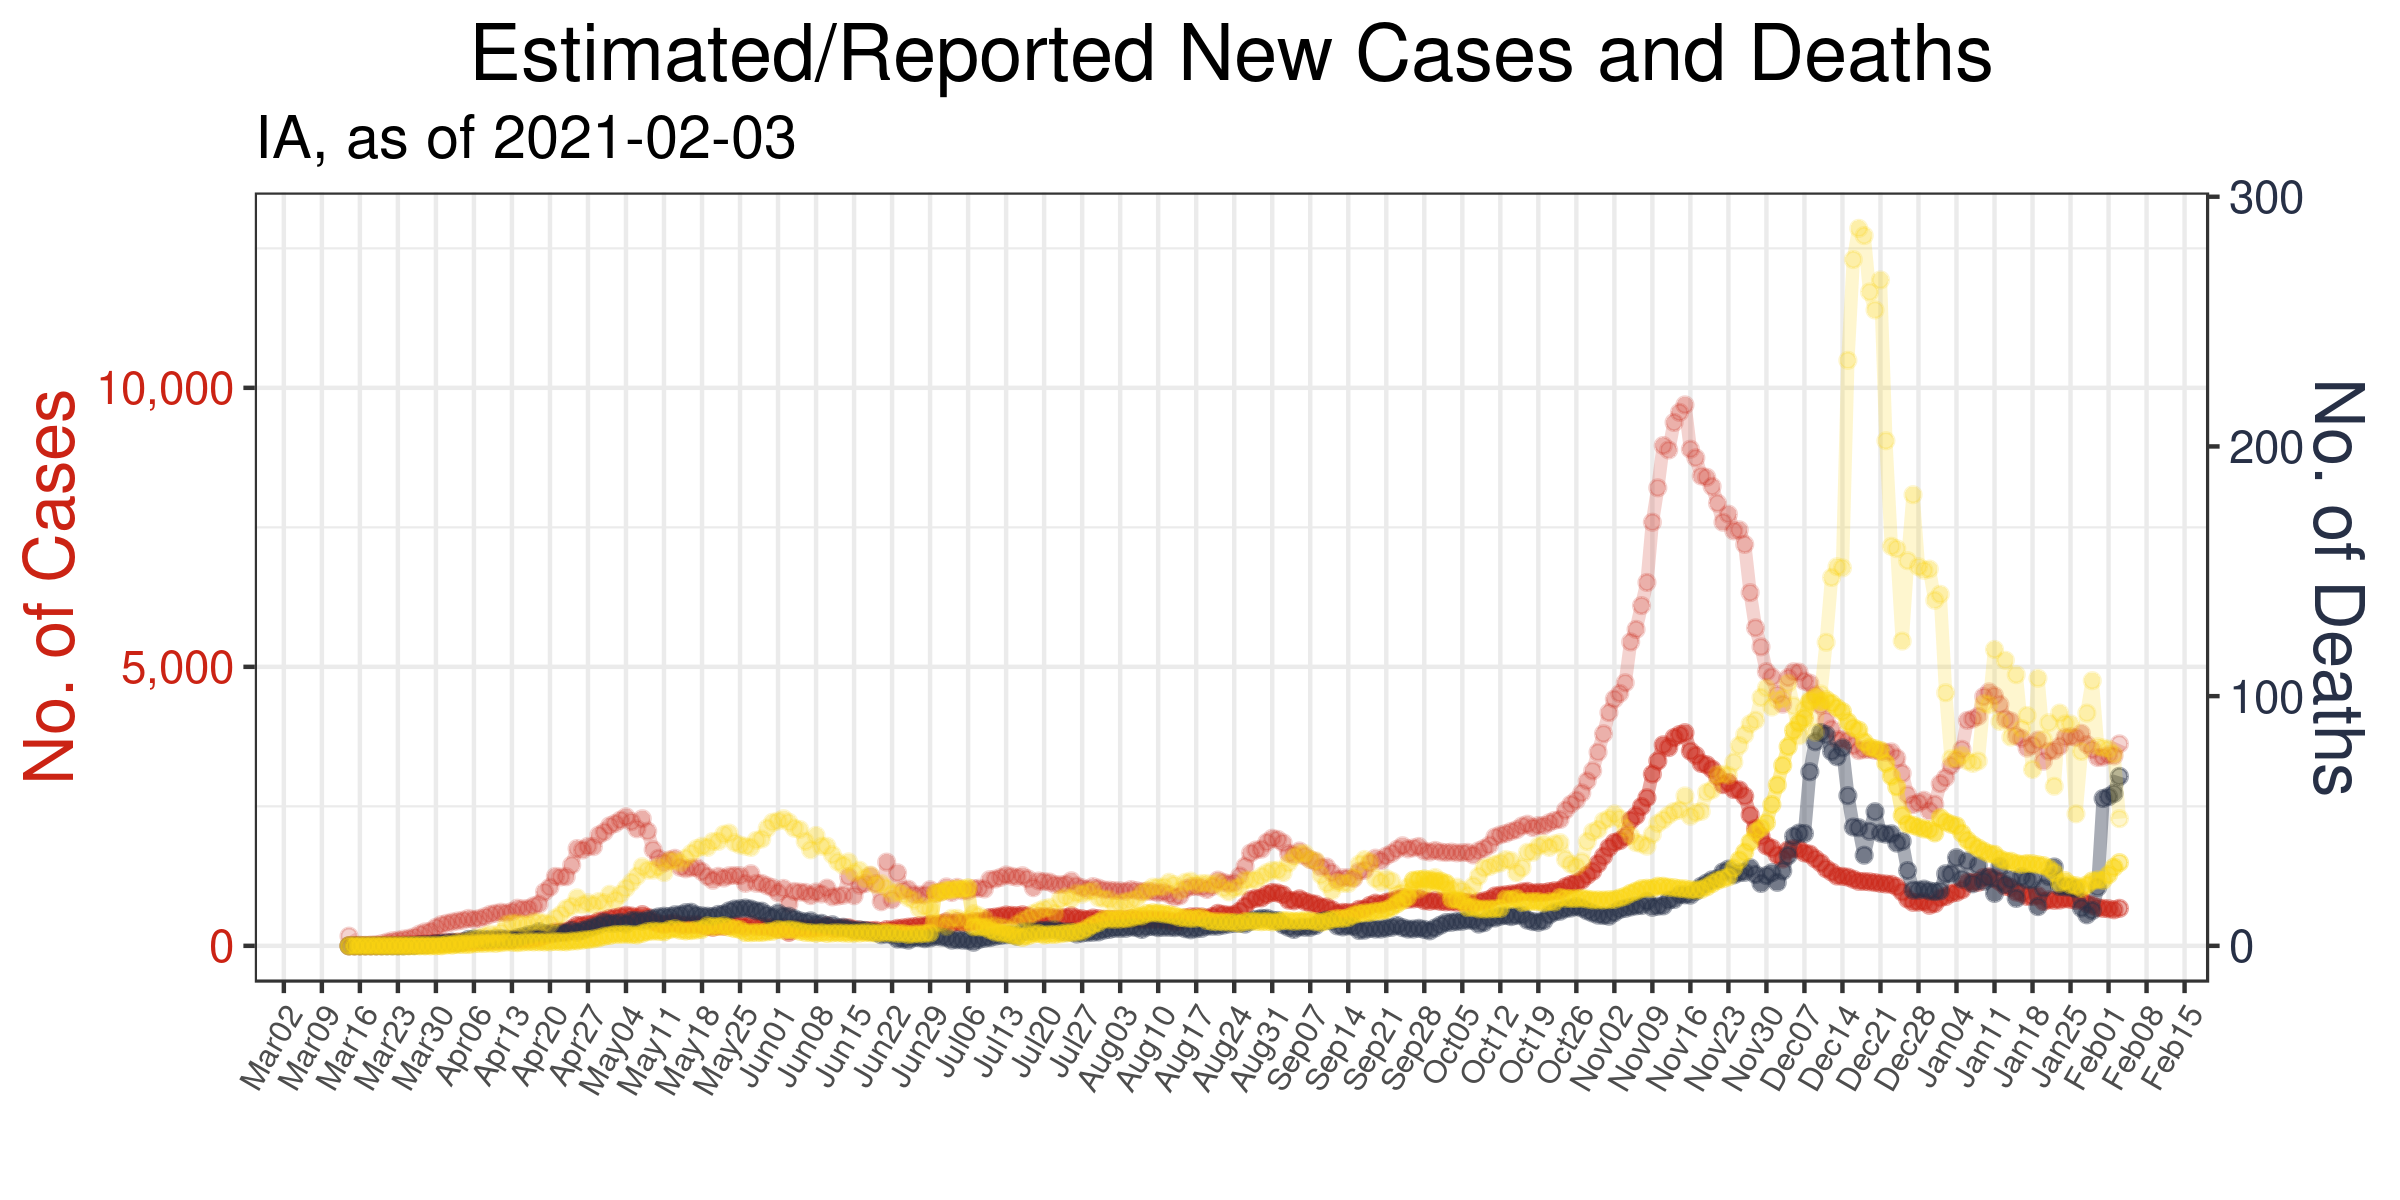 Estimated/Reported New Cases and Deaths
IA, as of 2021-02-03
No. of Cases
10,000
5,000
0
300
200
100
0
No. of Deaths
Mar02
Mar09
Mar16
Mar23
Mar30
Apr06
Apr13
Apr20
Apr27
May04
May11
May18
May25
Jun01
Jun08
Jun15
Jun22
Jun29
Jul06
Jul13
Jul20
Jul27
Aug03
Aug10
Aug17
Aug24
Aug31
Sep07
Sep14
Sep21
Sep28
Oct05
Oct12
Oct19
Oct26
Nov02
Nov09
Nov16
Nov23
Nov30
Dec07
Dec14
Dec21
Dec28
Jan04
Jan11
Jan18
Jan25
Feb01
Feb08
Feb15